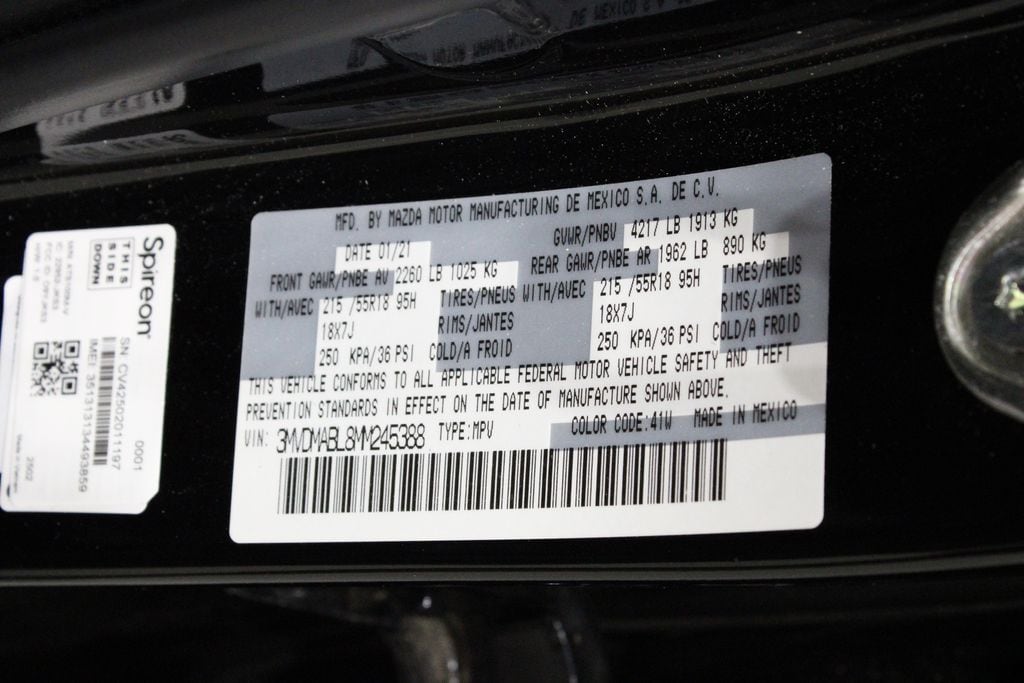 MFD. BY MAZDA MOTOR MANUFACTURING DE MEXICO S.A. DE C.V.
DATE 01/21 GVWR/PNBV 4217 LB 1913 KG
FRONT GAWR/PNBE AV 2260 LB 1025 KG REAR GAWR/PNBE AR 1962 LB 890 KG
WITH/AVEC 215 /55R18 95H TIRES/PNEUS WITH/AVEC 215 /55R18 95H TIRES/PNEUS
18X7J RIMS/JANTES 18X7J RIMS/JANTES
250 KPA/36 PSI COLD/A FROID 250 KPA/36 PSI COLD/A FROID
THIS VEHICLE CONFORMS TO ALL APPLICABLE FEDERAL MOTOR VEHICLE SAFETY AND THEFT
PREVENTION STANDARDS IN EFFECT ON THE DATE OF MANUFACTURE SHOWN ABOVE.
VIN: 3MVDMABL8MM245388 TYPE:MPV COLOR CODE:41W MADE IN MEXICO
Spireon
THIS
SIDE
DOWN
SN CV42502011197
IMEI: 351313134493859
0001
2502
Made in Vietnam